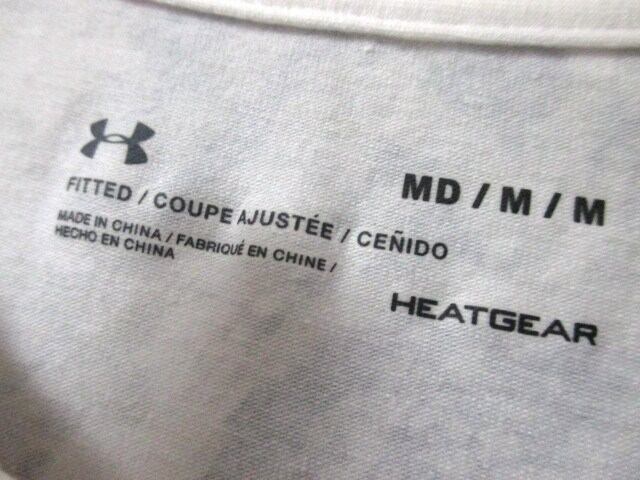 MD / M / M
FITTED / COUPE AJUSTÉE / CEÑIDO
MADE IN CHINA / FABRIQUÉ EN CHINE /
HECHO EN CHINA
HEATGEAR